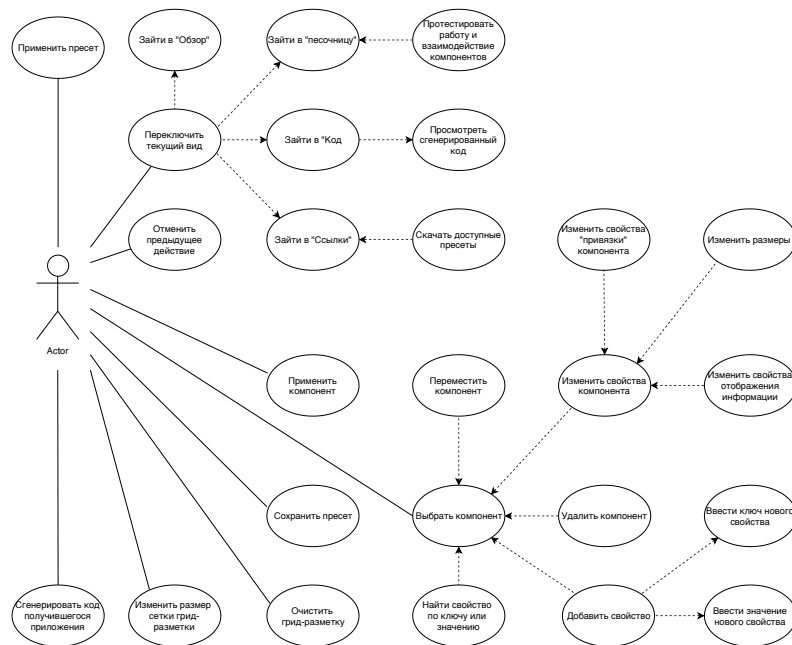 Применить пресет
Зайти в "Обзор"
Зайти в "песочницу"
Протестировать
работу и
взаимодействие
компонентов
Переключить
текущий вид
Зайти в "Код
Просмотреть
сгенерированный
код
Отменить
предыдущее
действие
Зайти в "Ссылки"
Скачать доступные
пресеты
Изменить свойства
"привязки"
компонента
Изменить размеры
Actor
Применить
компонент
Переместить
компонент
Изменить свойства
компонента
Изменить свойства
отображения
информации
Сохранить пресет
Выбрать компонент
Удалить компонент
Ввести ключ нового
свойства
Сгенерировать код
получившегося
приложения
Изменить размер
сетки грид-
разметки
Очистить
грид-разметку
Найти свойство
по ключу или
значению
Добавить свойство
Ввести значение
нового свойства